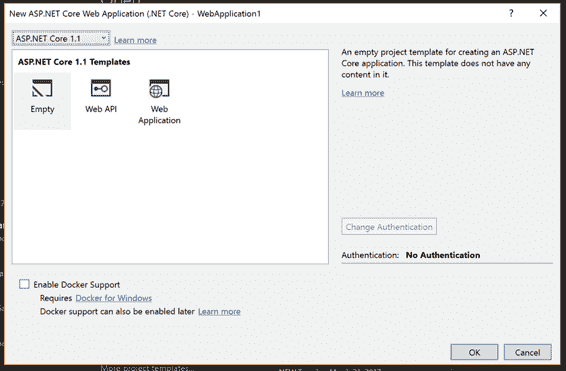 New ASP.NET Core Web Application (.NET Core) - WebApplication1
?
ASP.NET Core 1.1
Learn more
ASP.NET Core 1.1 Templates
Empty
Web API
Web
Application
An empty project template for creating an ASP.NET
Core application. This template does not have any
content in it.
Learn more
Change Authentication
Authentication: No Authentication
Enable Docker Support
Requires Docker for Windows
Docker support can also be enabled later Learn more
OK
Cancel
More project templates...